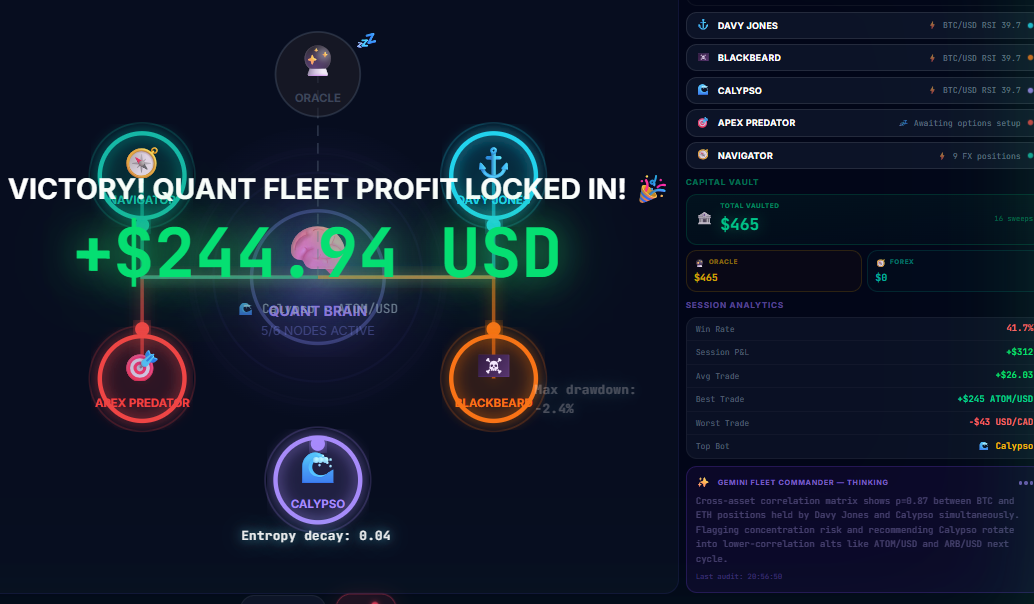 ORACLE
NAVIGATOR
DAVY JONES
VICTORY! QUANT FLEET PROFIT LOCKED IN!
+$244.94 USD
Calypso ATOM/USD
QUANT BRAIN
5/6 NODES ACTIVE
APEX PREDATOR
BLACKBEARD
Max drawdown:
-2.4%
CALYPSO
Entropy decay: 0.04
DAVY JONES BTC/USD RSI 39.7
BLACKBEARD BTC/USD RSI 39.7
CALYPSO BTC/USD RSI 39.7
APEX PREDATOR Awaiting options setup
NAVIGATOR 9 FX positions
CAPITAL VAULT
TOTAL VAULTED
$465
16 sweeps
ORACLE
$465
FOREX
$0
SESSION ANALYTICS
Win Rate 41.7%
Session P&L +$312
Avg Trade +$26.03
Best Trade +$245 ATOM/USD
Worst Trade -$43 USD/CAD
Top Bot Calypso
GEMINI FLEET COMMANDER — THINKING
Cross-asset correlation matrix shows ρ=0.87 between BTC and
ETH positions held by Davy Jones and Calypso simultaneously.
Flagging concentration risk and recommending Calypso rotate
into lower-correlation alts like ATOM/USD and ARB/USD next
cycle.
Last audit: 20:56:50